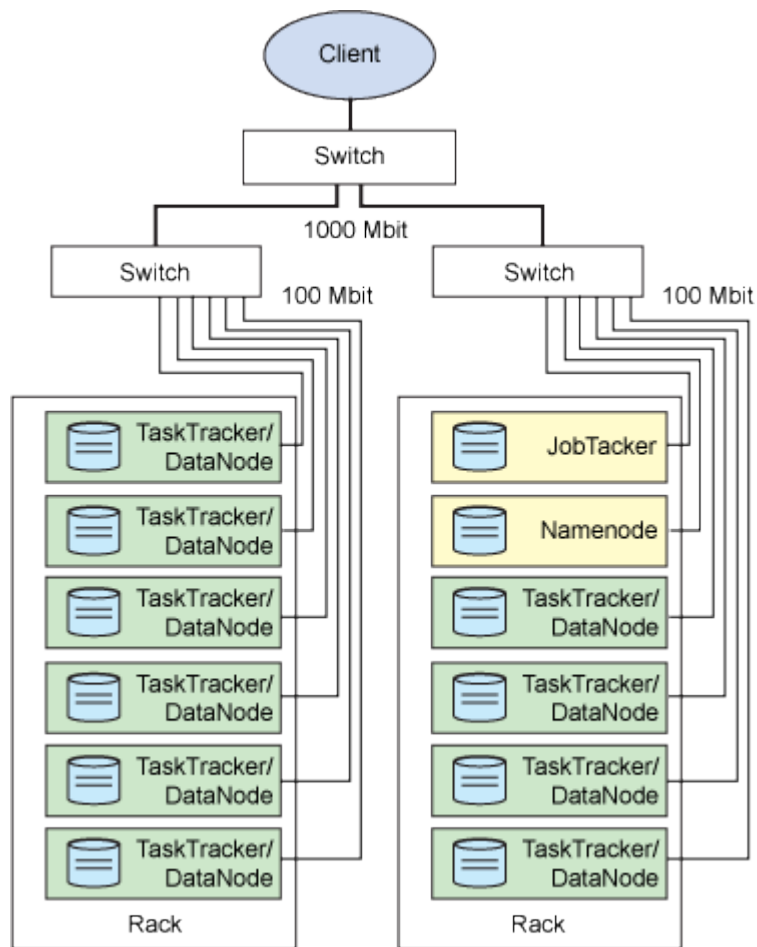 Client
Switch
1000 Mbit
Switch
Switch
100 Mbit
100 Mbit
TaskTracker/
DataNode
TaskTracker/
DataNode
TaskTracker/
DataNode
TaskTracker/
DataNode
TaskTracker/
DataNode
TaskTracker/
DataNode
Rack
JobTacker
Namenode
TaskTracker/
DataNode
TaskTracker/
DataNode
TaskTracker/
DataNode
TaskTracker/
DataNode
Rack